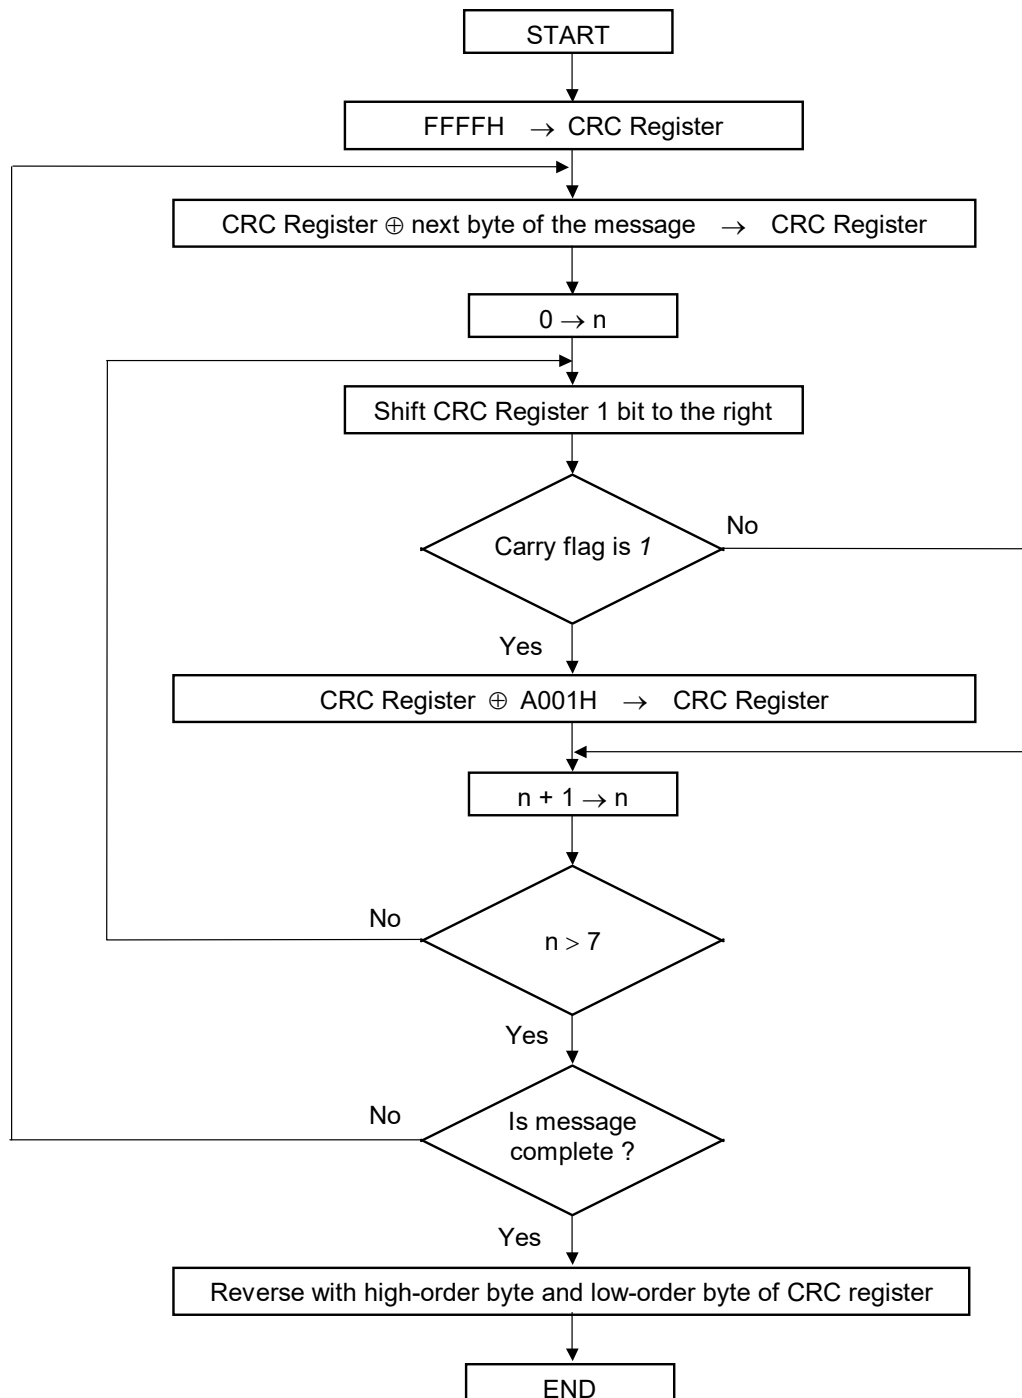 START
FFFFH → CRC Register
CRC Register ⊕ next byte of the message → CRC Register
0 → n
Shift CRC Register 1 bit to the right
Carry flag is 1
No
Yes
CRC Register ⊕ A001H → CRC Register
n + 1 → n
No
n > 7
Yes
No
Is message
complete ?
Yes
Reverse with high-order byte and low-order byte of CRC register
END